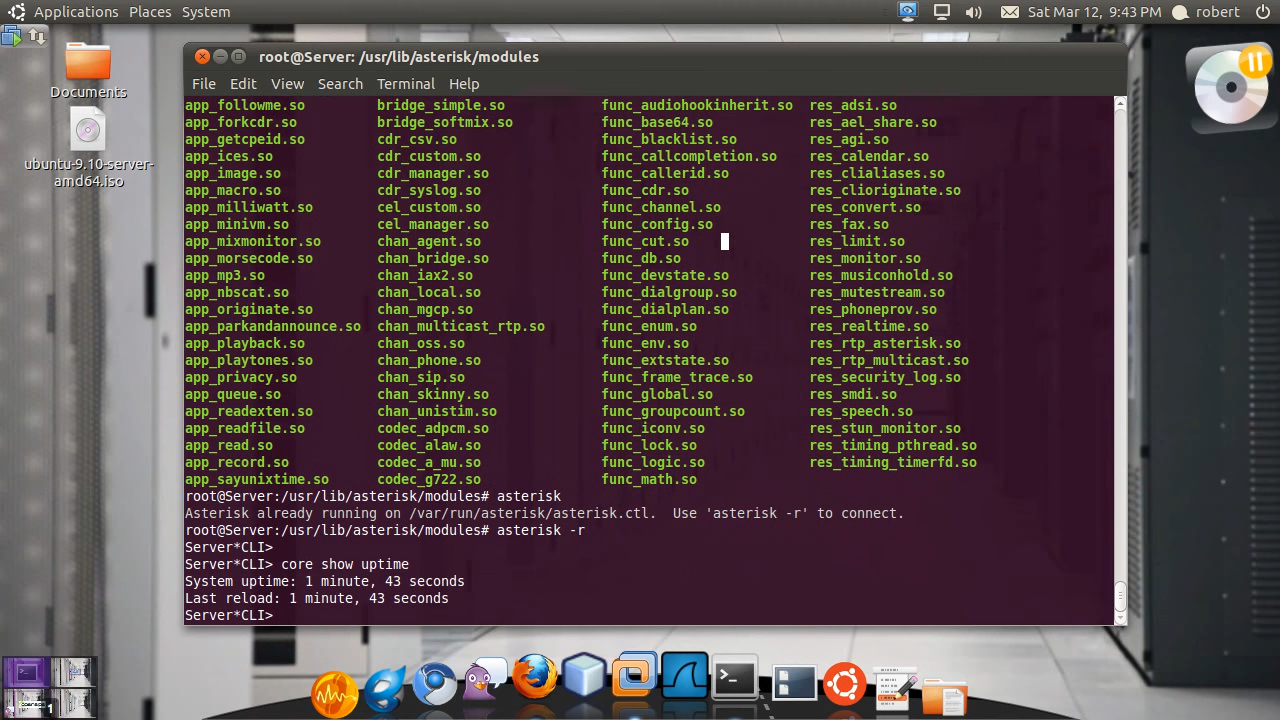 Applications Places System
Sat Mar 12, 9:43 PM robert
Documents
ubuntu-9.10-server-
amd64.iso
root@Server: /usr/lib/asterisk/modules
File Edit View Search Terminal Help
app_followme.so bridge_simple.so func_audiohookinherit.so res_adsi.so
app_forkcdr.so bridge_softmix.so func_base64.so res_ael_share.so
app_getcpeid.so cdr_csv.so func_blacklist.so res_agi.so
app_ices.so cdr_custom.so func_callcompletion.so res_calendar.so
app_image.so cdr_manager.so func_callerid.so res_clialiases.so
app_macro.so cdr_syslog.so func_cdr.so res_clioriginate.so
app_milliwatt.so cel_custom.so func_channel.so res_convert.so
app_minivm.so cel_manager.so func_config.so res_fax.so
app_mixmonitor.so chan_agent.so func_cut.so res_limit.so
app_morsecode.so chan_bridge.so func_db.so res_monitor.so
app_mp3.so chan_iax2.so func_devstate.so res_musiconhold.so
app_nbscat.so chan_local.so func_dialgroup.so res_mutestream.so
app_originate.so chan_mgcp.so func_dialplan.so res_phoneprov.so
app_parkandannounce.so chan_multicast_rtp.so func_enum.so res_realtime.so
app_playback.so chan_oss.so func_env.so res_rtp_asterisk.so
app_playtones.so chan_phone.so func_extstate.so res_rtp_multicast.so
app_privacy.so chan_sip.so func_frame_trace.so res_security_log.so
app_queue.so chan_skinny.so func_global.so res_smdi.so
app_readexten.so chan_unistim.so func_groupcount.so res_speech.so
app_readfile.so codec_adpcm.so func_iconv.so res_stun_monitor.so
app_read.so codec_alaw.so func_lock.so res_timing_pthread.so
app_record.so codec_a_mu.so func_logic.so res_timing_timerfd.so
app_sayunixtime.so codec_g722.so func_math.so
root@Server:/usr/lib/asterisk/modules# asterisk
Asterisk already running on /var/run/asterisk/asterisk.ctl.  Use 'asterisk -r' to connect.
root@Server:/usr/lib/asterisk/modules# asterisk -r
Server*CLI>
Server*CLI> core show uptime
System uptime: 1 minute, 43 seconds
Last reload: 1 minute, 43 seconds
Server*CLI>